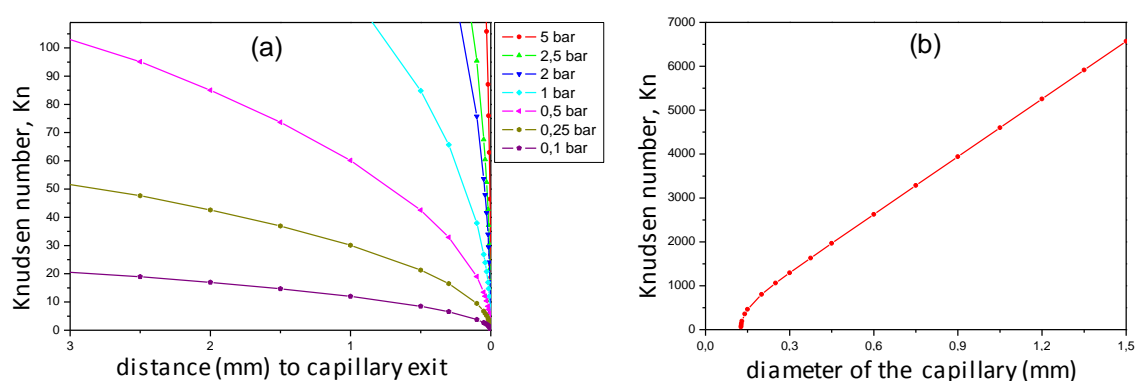 (a)
Knudsen number, Kn
100
90
80
70
60
50
40
30
20
10
0
3
2
1
0
distance (mm) to capillary exit
5 bar
2,5 bar
2 bar
1 bar
0,5 bar
0,25 bar
0,1 bar
(b)
Knudsen number, Kn
7000
6000
5000
4000
3000
2000
1000
0
0,0
0,3
0,6
0,9
1,2
1,5
diameter of the capillary (mm)